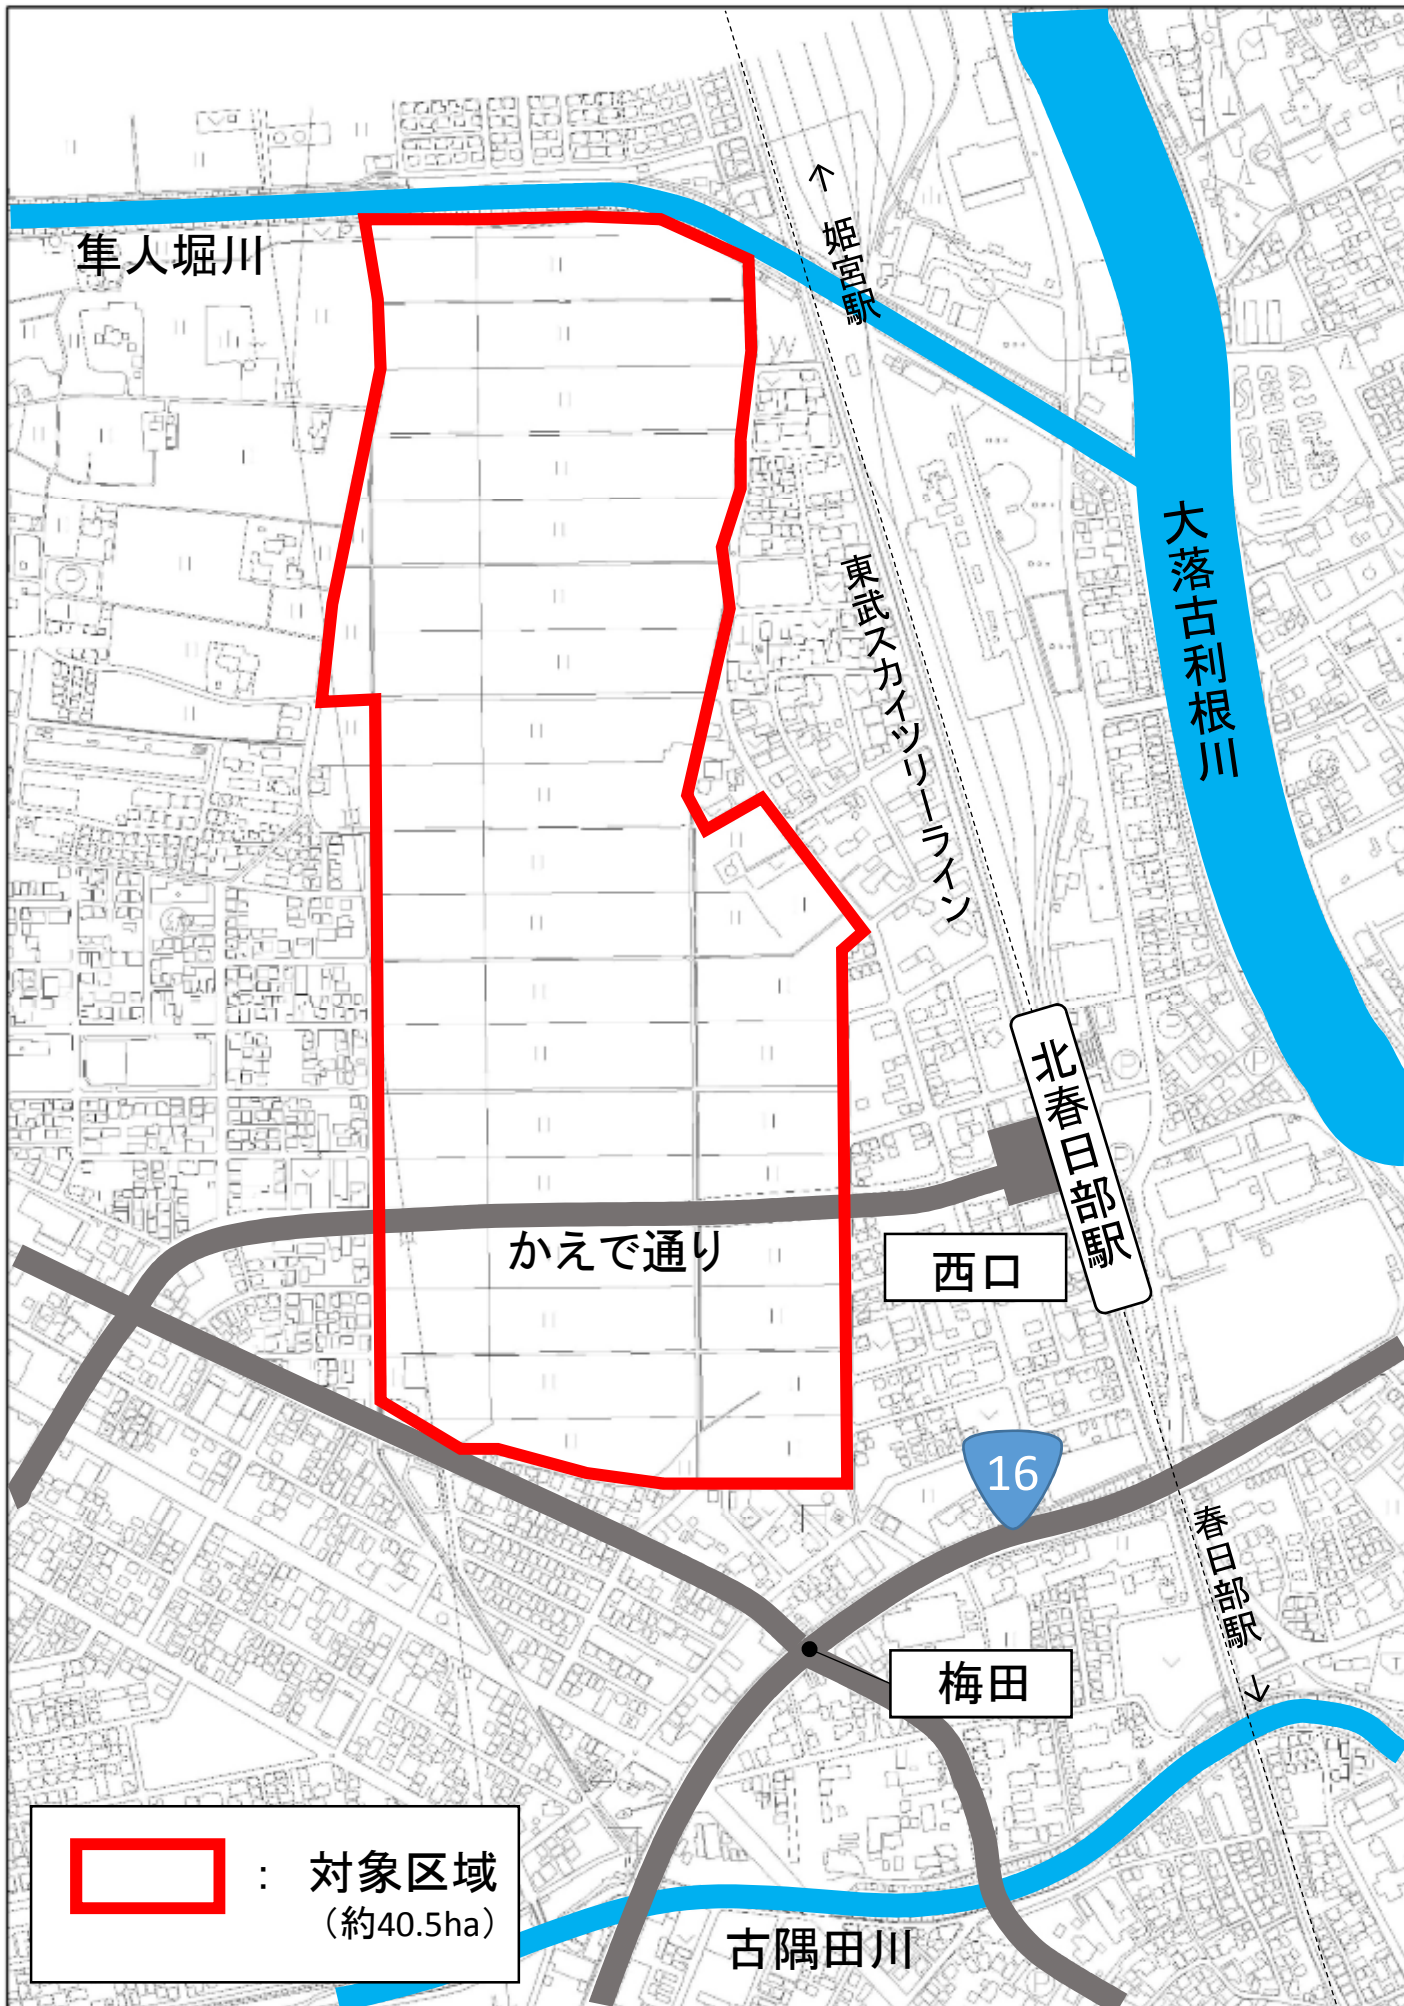 ↑ 姫宮駅
隼人堀川
大落古利根川
東武スカイツリーライン
北春日部駅
かえで通り
西口
16
春日部駅 →
梅田
： 対象区域
（約40.5ha）
古隅田川